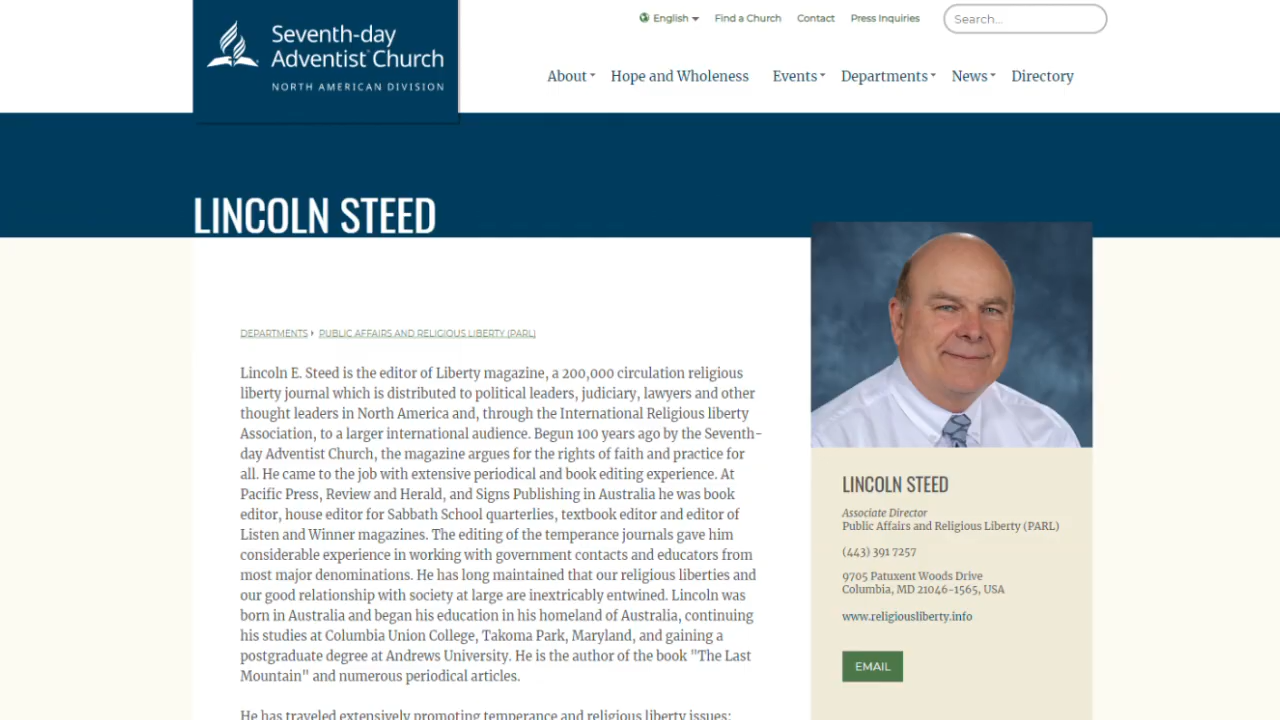 English
Find a Church
Contact
Press Inquiries
Search...
Seventh-day
Adventist Church
NORTH AMERICAN DIVISION
About
Hope and Wholeness
Events
Departments
News
Directory
LINCOLN STEED
DEPARTMENTS PUBLIC AFFAIRS AND RELIGIOUS LIBERTY (PARL)
Lincoln E. Steed is the editor of Liberty magazine, a 200,000 circulation religious
liberty journal which is distributed to political leaders, judiciary, lawyers and other
thought leaders in North America and, through the International Religious liberty
Association, to a larger international audience. Begun 100 years ago by the Seventh-
day Adventist Church, the magazine argues for the rights of faith and practice for
all. He came to the job with extensive periodical and book editing experience. At
Pacific Press, Review and Herald, and Signs Publishing in Australia he was book
editor, house editor for Sabbath School quarterlies, textbook editor and editor of
Listen and Winner magazines. The editing of the temperance journals gave him
considerable experience in working with government contacts and educators from
most major denominations. He has long maintained that our religious liberties and
our good relationship with society at large are inextricably entwined. Lincoln was
born in Australia and began his education in his homeland of Australia, continuing
his studies at Columbia Union College, Takoma Park, Maryland, and gaining a
postgraduate degree at Andrews University. He is the author of the book "The Last
Mountain" and numerous periodical articles.
He has traveled extensively promoting temperance and religious liberty issues;
LINCOLN STEED
Associate Director
Public Affairs and Religious Liberty (PARL)
(443) 391 7257
9705 Patuxent Woods Drive
Columbia, MD 21046-1565, USA
www.religiousliberty.info
EMAIL